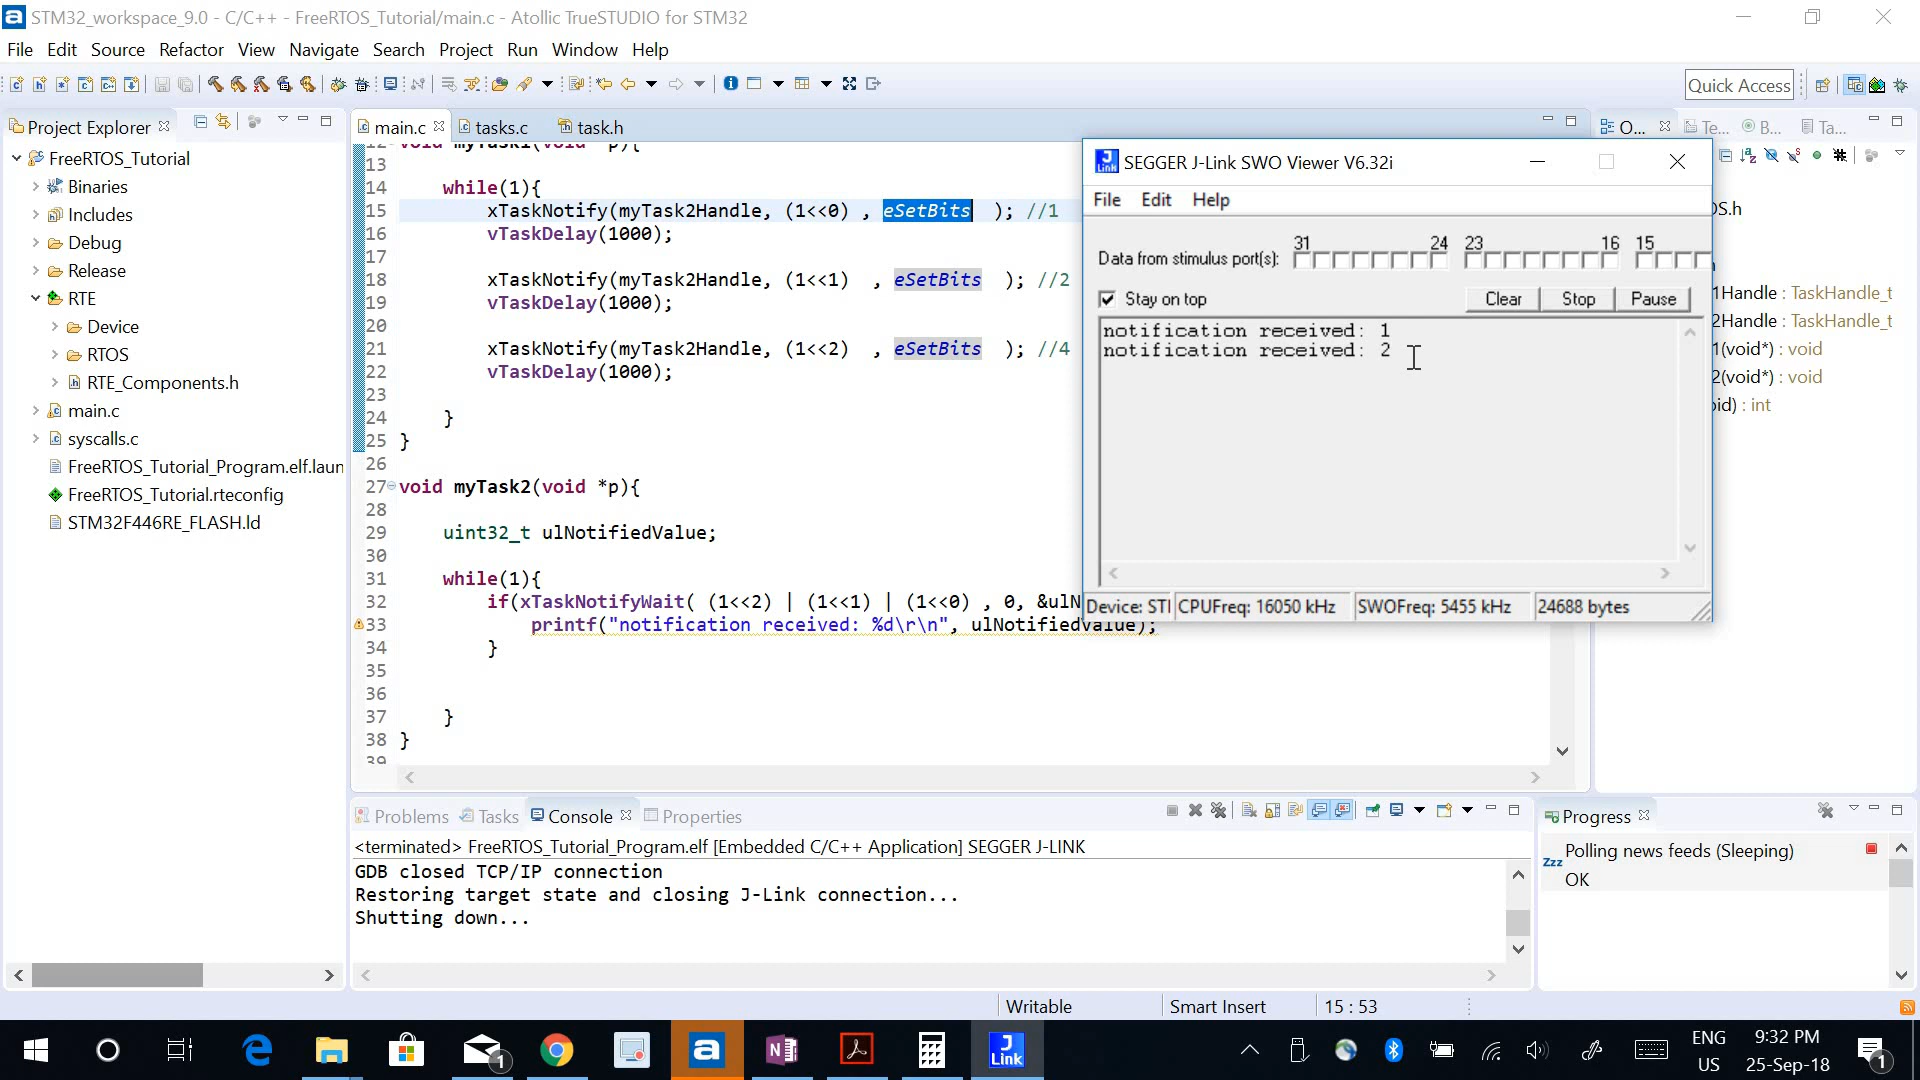 STM32_workspace_9.0 - C/C++ - FreeRTOS_Tutorial/main.c - Atollic TrueSTUDIO for STM32
File Edit Source Refactor View Navigate Search Project Run Window Help
Quick Access
Project Explorer
FreeRTOS_Tutorial
Binaries
Includes
Debug
Release
RTE
Device
RTOS
RTE_Components.h
main.c
syscalls.c
FreeRTOS_Tutorial_Program.elf.laun
FreeRTOS_Tutorial.rteconfig
STM32F446RE_FLASH.ld
main.c tasks.c task.h
12 void myTask1(void *p){
13
14 while(1){
15 xTaskNotify(myTask2Handle, (1<<0) , eSetBits ); //1
16 vTaskDelay(1000);
17
18 xTaskNotify(myTask2Handle, (1<<1) , eSetBits ); //2
19 vTaskDelay(1000);
20
21 xTaskNotify(myTask2Handle, (1<<2) , eSetBits ); //4
22 vTaskDelay(1000);
23
24 }
25 }
26
27 void myTask2(void *p){
28
29 uint32_t ulNotifiedValue;
30
31 while(1){
32 if(xTaskNotifyWait( (1<<2) | (1<<1) | (1<<0) , 0, &ulN
33 printf("notification received: %d\r\n", ulNotifiedValue);
34 }
35
36
37 }
38 }
39
SEGGER J-Link SWO Viewer V6.32i
File Edit Help
Data from stimulus port(s): 31 24 23 16 15
Stay on top Clear Stop Pause
notification received: 1
notification received: 2
Device: STI CPUFreq: 16050 kHz SWOFreq: 5455 kHz 24688 bytes
O... Te... B... Ta...
OS.h
1Handle : TaskHandle_t
2Handle : TaskHandle_t
1(void*) : void
2(void*) : void
oid) : int
Problems Tasks Console Properties
<terminated> FreeRTOS_Tutorial_Program.elf [Embedded C/C++ Application] SEGGER J-LINK
GDB closed TCP/IP connection
Restoring target state and closing J-Link connection...
Shutting down...
Progress
Polling news feeds (Sleeping)
OK
Writable Smart Insert 15 : 53
J
Link
ENG
US
9:32 PM
25-Sep-18
1
1